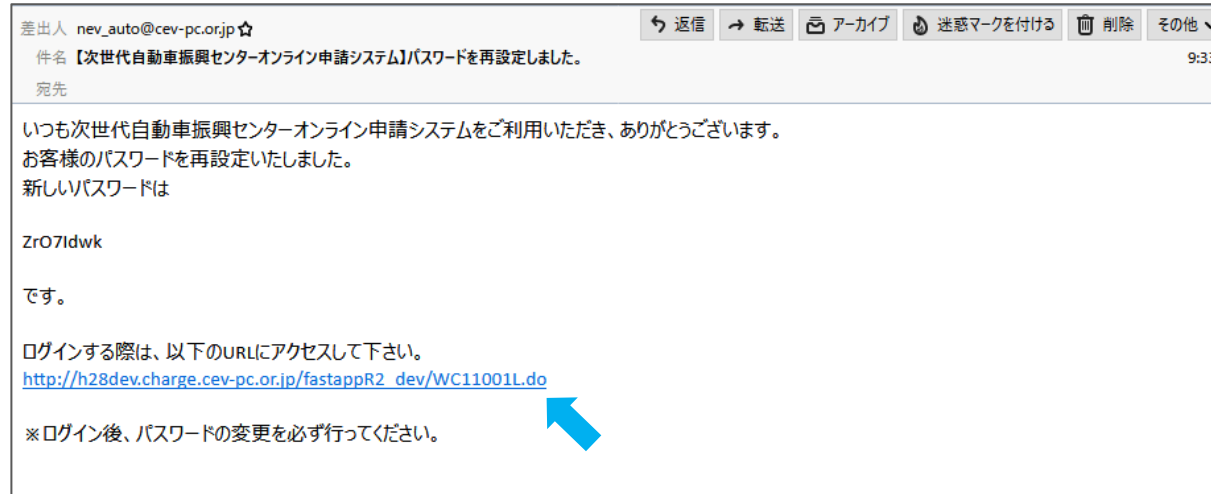 差出人 nev_auto@cev-pc.or.jp
返信 転送 アーカイブ 迷惑マークを付ける 削除 その他
件名 【次世代自動車振興センターオンライン申請システム】パスワードを再設定しました。
9:33
宛先
いつも次世代自動車振興センターオンライン申請システムをご利用いただき、ありがとうございます。
お客様のパスワードを再設定いたしました。
新しいパスワードは
ZrO7Idwk
です。
ログインする際は、以下のURLにアクセスして下さい。
http://h28dev.charge.cev-pc.or.jp/fastappR2_dev/WC11001L.do
※ログイン後、パスワードの変更を必ず行ってください。